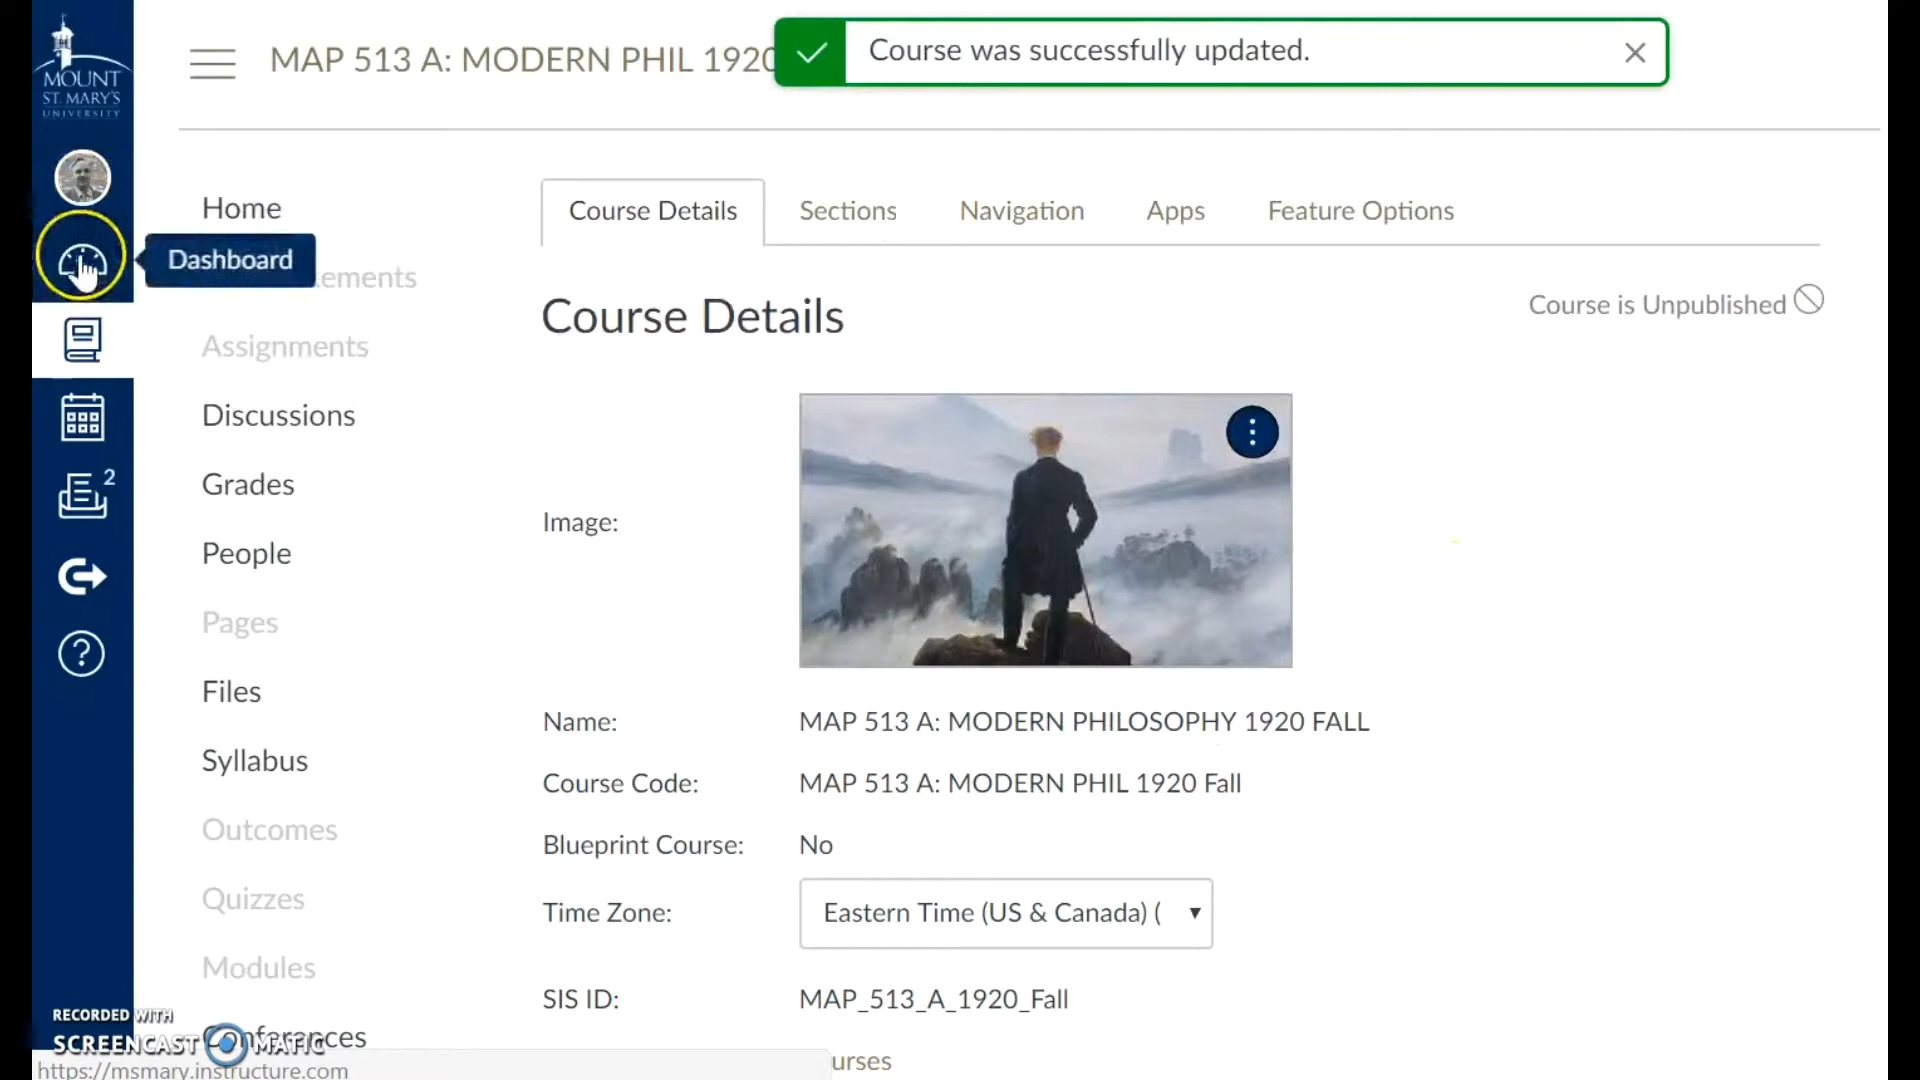 MOUNT
ST. MARY'S
UNIVERSITY
MAP 513 A: MODERN PHIL 1920
Course was successfully updated.
Home
Dashboard
ements
Assignments
Discussions
Grades
People
Pages
Files
Syllabus
Outcomes
Quizzes
Modules
Conferences
2
Course Details
Sections
Navigation
Apps
Feature Options
Course Details
Course is Unpublished
Image:
Name: MAP 513 A: MODERN PHILOSOPHY 1920 FALL
Course Code: MAP 513 A: MODERN PHIL 1920 Fall
Blueprint Course: No
Time Zone: Eastern Time (US & Canada) (
SIS ID: MAP_513_A_1920_Fall
urses
RECORDED WITH
SCREENCAST MATIC
https://msmary.instructure.com